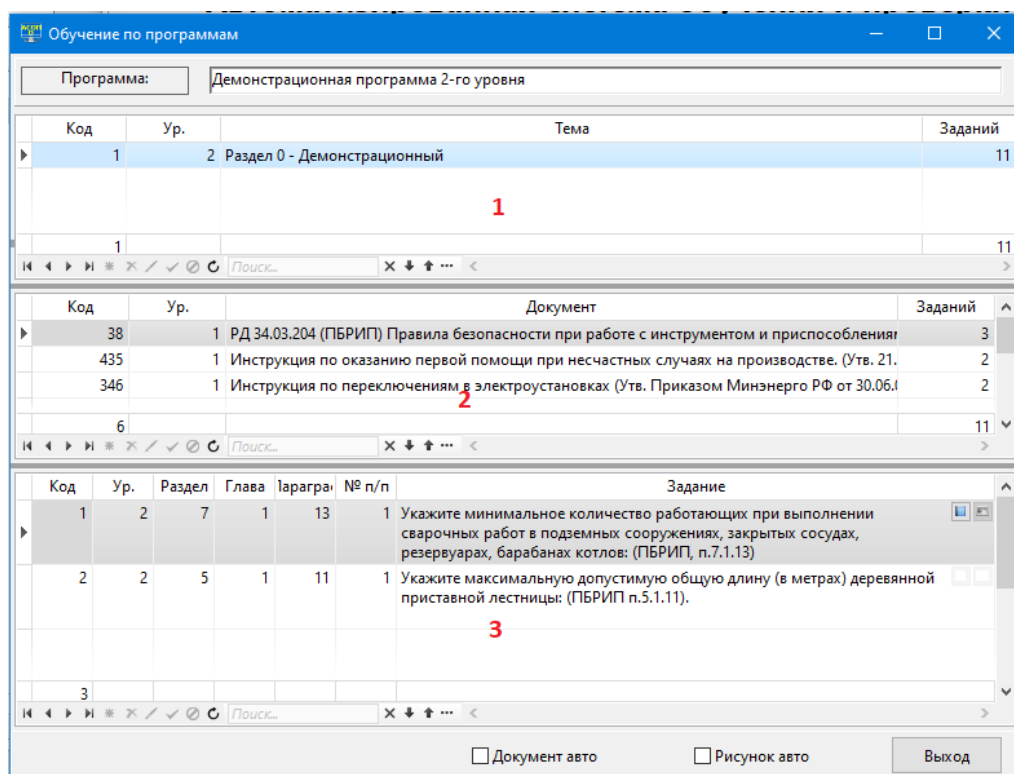 Обучение по программам
Программа: Демонстрационная программа 2-го уровня
Код Ур. Тема Заданий
1 2 Раздел 0 - Демонстрационный 11
1
1 11
Поиск...
Код Ур. Документ Заданий
38 1 РД 34.03.204 (ПБРИП) Правила безопасности при работе с инструментом и приспособления 3
435 1 Инструкция по оказанию первой помощи при несчастных случаях на производстве. (Утв. 21. 2
346 1 Инструкция по переключениям в электроустановках (Утв. Приказом Минэнерго РФ от 30.06. 2
2
6 11
Поиск...
Код Ур. Раздел Глава Параграф № п/п Задание
1 2 7 1 13 1 Укажите минимальное количество работающих при выполнении
сварочных работ в подземных сооружениях, закрытых сосудах,
резервуарах, барабанах котлов: (ПБРИП, п.7.1.13)
2 2 5 1 11 1 Укажите максимальную допустимую общую длину (в метрах) деревянной
приставной лестницы: (ПБРИП п.5.1.11).
3
3
Поиск...
Документ авто Рисунок авто Выход